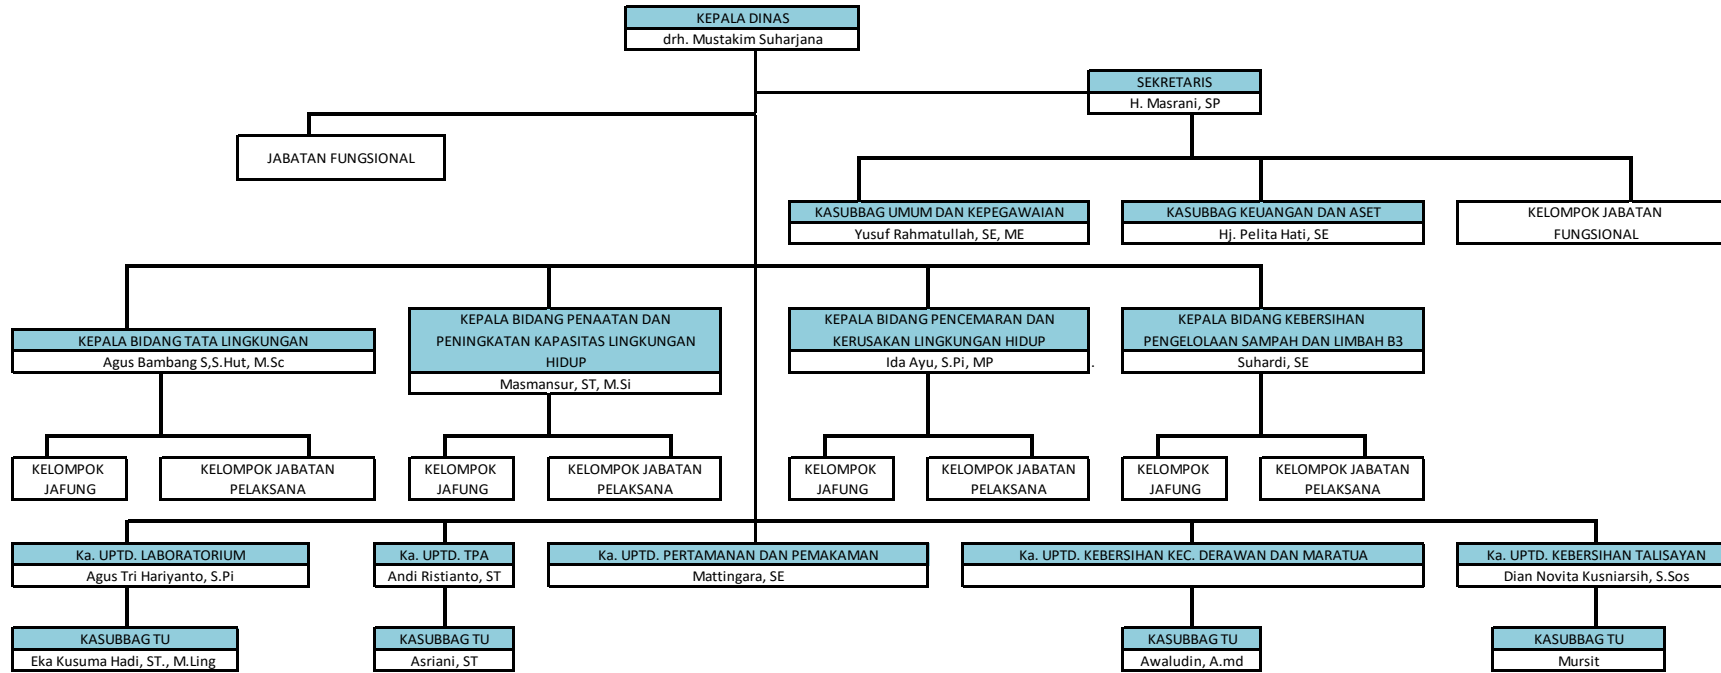 KEPALA DINAS
drh. Mustakim Suharjana
SEKRETARIS
H. Masrani, SP
JABATAN FUNGSIONAL
KASUBBAG UMUM DAN KEPEGAWAIAN
Yusuf Rahmatullah, SE, ME
KASUBBAG KEUANGAN DAN ASET
Hj. Pelita Hati, SE
KELOMPOK JABATAN
FUNGSIONAL
KEPALA BIDANG TATA LINGKUNGAN
Agus Bambang S,S.Hut, M.Sc
KEPALA BIDANG PENAATAN DAN
PENINGKATAN KAPASITAS LINGKUNGAN
HIDUP
Masmansur, ST, M.Si
KEPALA BIDANG PENCEMARAN DAN
KERUSAKAN LINGKUNGAN HIDUP
Ida Ayu, S.Pi, MP
.
KEPALA BIDANG KEBERSIHAN
PENGELOLAAN SAMPAH DAN LIMBAH B3
Suhardi, SE
KELOMPOK
JAFUNG
KELOMPOK JABATAN
PELAKSANA
KELOMPOK
JAFUNG
KELOMPOK JABATAN
PELAKSANA
KELOMPOK
JAFUNG
KELOMPOK JABATAN
PELAKSANA
KELOMPOK
JAFUNG
KELOMPOK JABATAN
PELAKSANA
Ka. UPTD. LABORATORIUM
Agus Tri Hariyanto, S.Pi
Ka. UPTD. TPA
Andi Ristianto, ST
Ka. UPTD. PERTAMANAN DAN PEMAKAMAN
Mattingara, SE
Ka. UPTD. KEBERSIHAN KEC. DERAWAN DAN MARATUA
Ka. UPTD. KEBERSIHAN TALISAYAN
Dian Novita Kusniarsih, S.Sos
KASUBBAG TU
Eka Kusuma Hadi, ST., M.Ling
KASUBBAG TU
Asriani, ST
KASUBBAG TU
Awaludin, A.md
KASUBBAG TU
Mursit